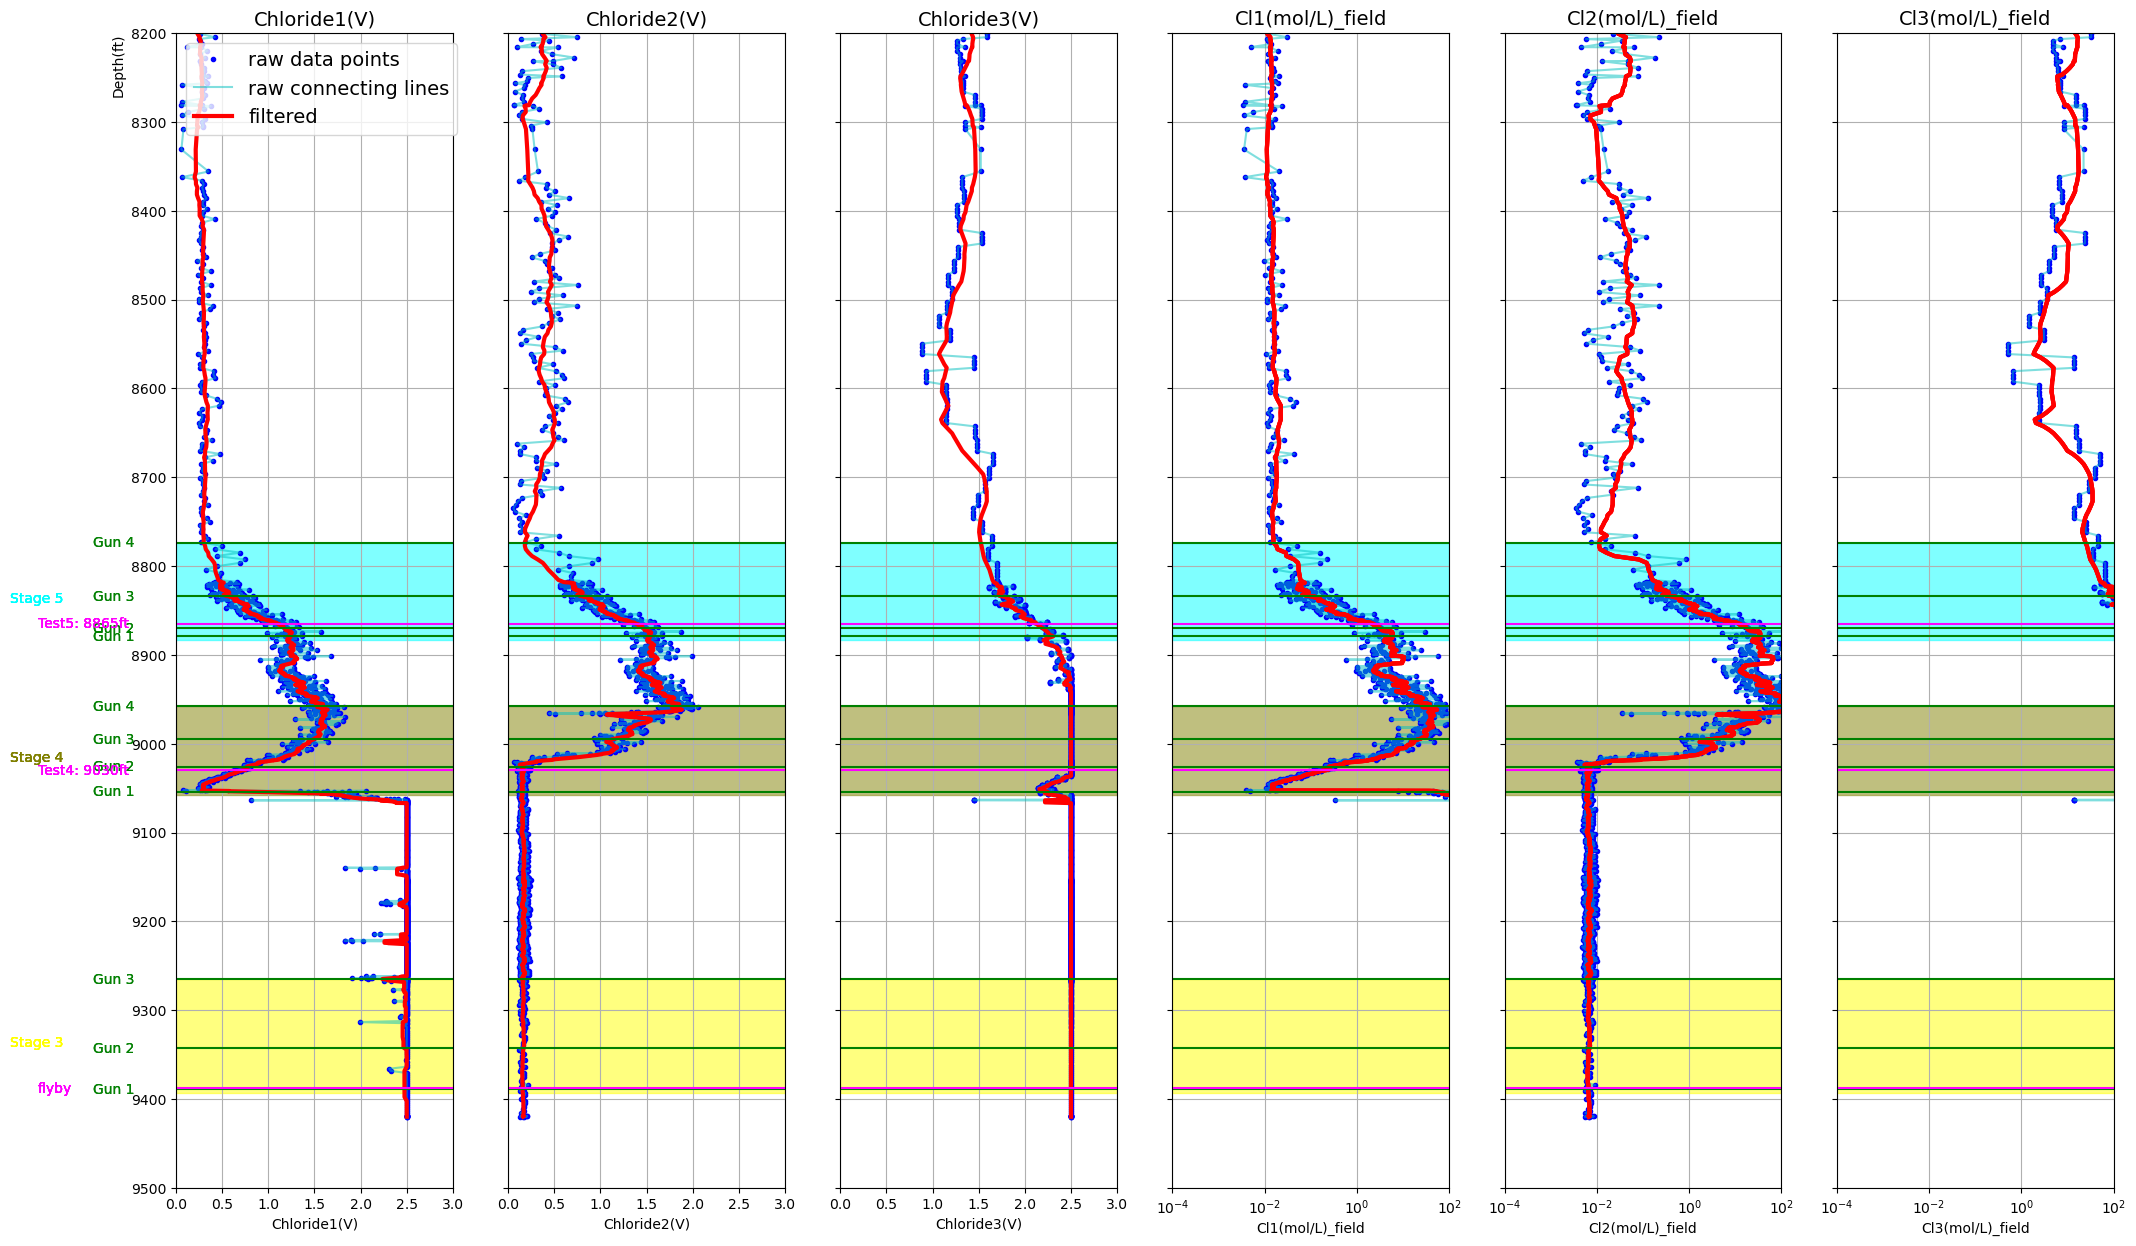 Chloride1(V)
Chloride2(V)
Chloride3(V)
Cl1(mol/L)_field
Cl2(mol/L)_field
Cl3(mol/L)_field
Depth(ft)
raw data points
raw connecting lines
filtered
8200
8300
8400
8500
8600
8700
8800
8900
9000
9100
9200
9300
9400
9500
Gun 4
Gun 3
Stage 5
Test5: 8865ft
Gun 2
Gun 1
Gun 4
Gun 3
Stage 4
Gun 2
Test4: 9030ft
Gun 1
Gun 3
Stage 3
Gun 2
flyby
Gun 1
0.0 0.5 1.0 1.5 2.0 2.5 3.0
0.0 0.5 1.0 1.5 2.0 2.5 3.0
0.0 0.5 1.0 1.5 2.0 2.5 3.0
10⁻⁴ 10⁻² 10⁰ 10²
10⁻⁴ 10⁻² 10⁰ 10²
10⁻⁴ 10⁻² 10⁰ 10²
Chloride1(V)
Chloride2(V)
Chloride3(V)
Cl1(mol/L)_field
Cl2(mol/L)_field
Cl3(mol/L)_field